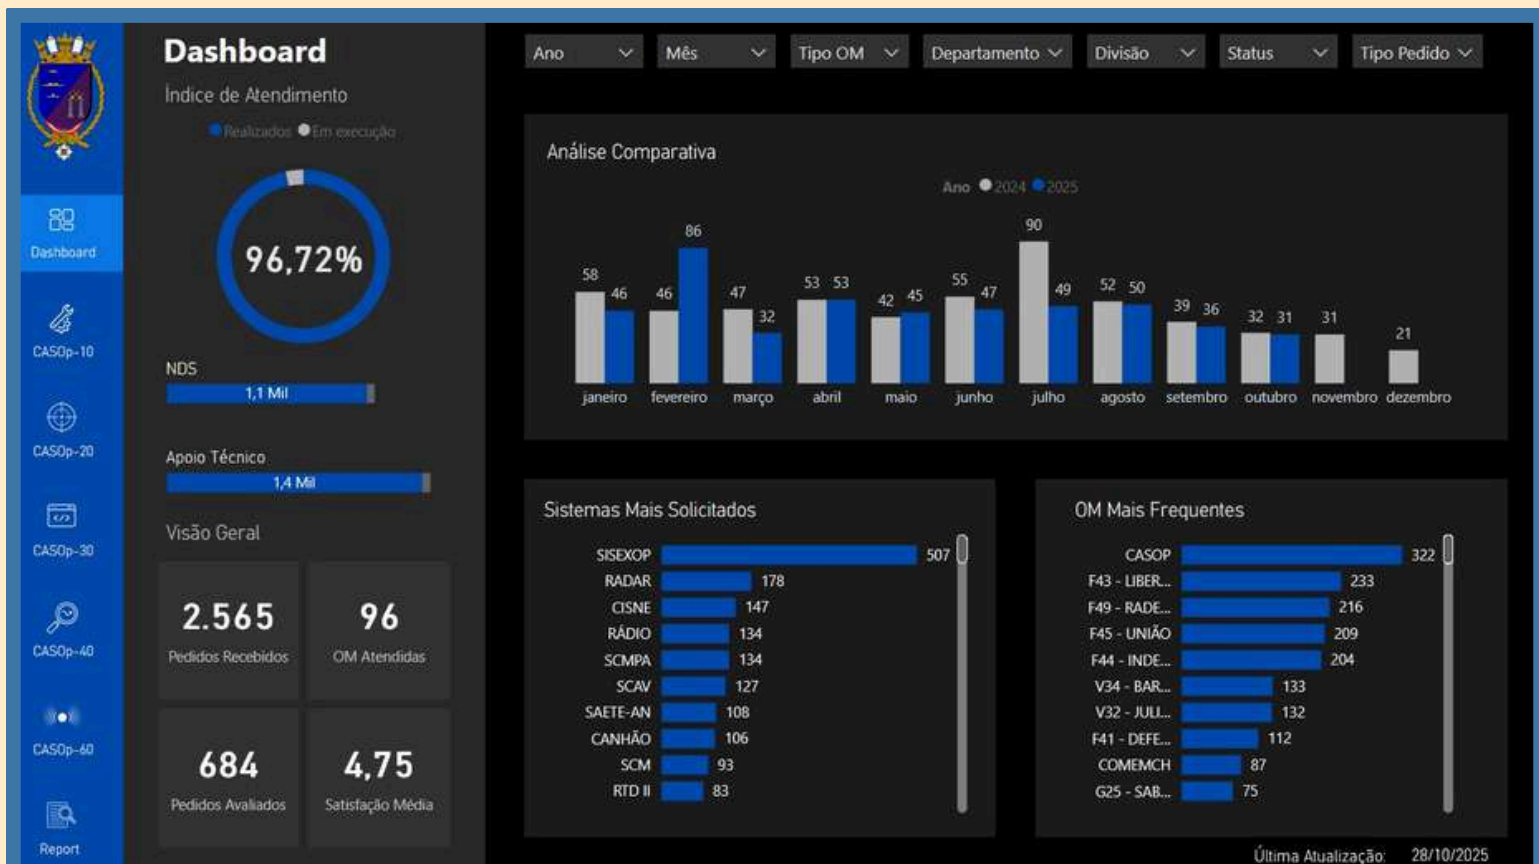 Dashboard
CASOp-10
CASOp-20
CASOp-30
CASOp-40
CASOp-60
Report
Dashboard
Índice de Atendimento
Realizados Em execução
96,72%
NDS
1,1 Mil
Apoio Técnico
1,4 Mil
Visão Geral
2.565
Pedidos Recebidos
96
OM Atendidas
684
Pedidos Avaliados
4,75
Satisfação Média
Ano Mês Tipo OM Departamento Divisão Status Tipo Pedido
Análise Comparativa
Ano 2024 2025
58 46 46 86 47 32 53 53 42 45 55 47 90 49 52 50 39 36 32 31 31 21
janeiro fevereiro março abril maio junho julho agosto setembro outubro novembro dezembro
Sistemas Mais Solicitados
SISEXOP 507
RADAR 178
CISNE 147
RÁDIO 134
SCMPA 134
SCAV 127
SAETE-AN 108
CANHÃO 106
SCM 93
RTD II 83
OM Mais Frequentes
CASOP 322
F43 - LIBER... 233
F49 - RADE... 216
F45 - UNIÃO 209
F44 - INDE... 204
V34 - BAR... 133
V32 - JULI... 132
F41 - DEFE... 112
COMEMCH 87
G25 - SAB... 75
Última Atualização: 28/10/2025